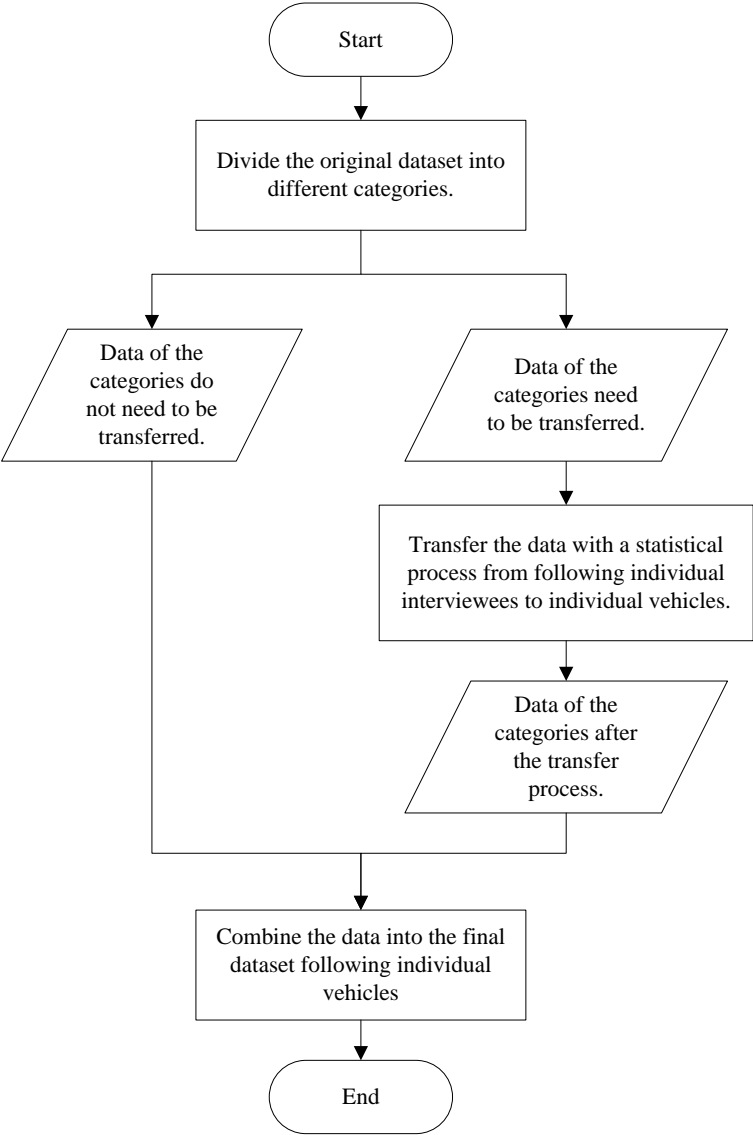 Start
Divide the original dataset into
different categories.
Data of the
categories do
not need to be
transferred.
Data of the
categories need
to be transferred.
Transfer the data with a statistical
process from following individual
interviewees to individual vehicles.
Data of the
categories after
the transfer
process.
Combine the data into the final
dataset following individual
vehicles
End